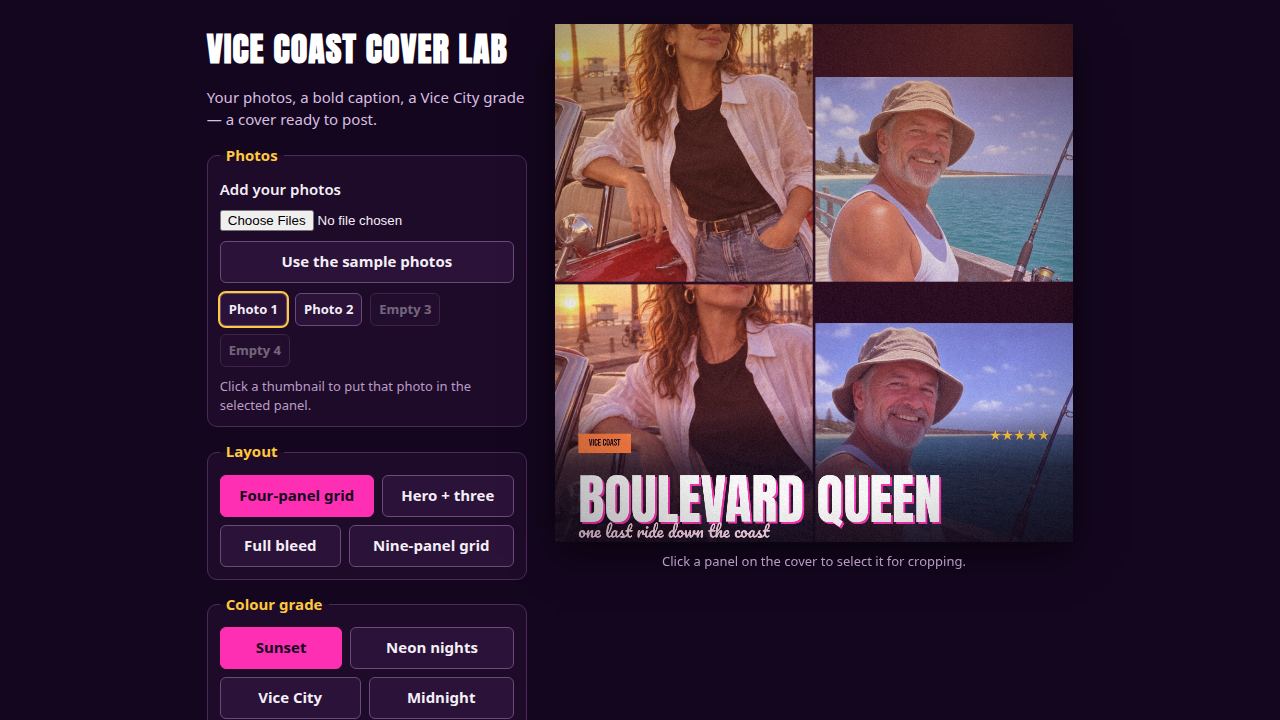 VICE COAST COVER LAB
Your photos, a bold caption, a Vice City grade
— a cover ready to post.
Photos
Add your photos
Choose Files No file chosen
Use the sample photos
Photo 1 Photo 2 Empty 3
Empty 4
Click a thumbnail to put that photo in the
selected panel.
Layout
Four-panel grid Hero + three
Full bleed Nine-panel grid
Colour grade
Sunset Neon nights
Vice City Midnight
VICE COAST
★★★★★
BOULEVARD QUEEN
one last ride down the coast
Click a panel on the cover to select it for cropping.